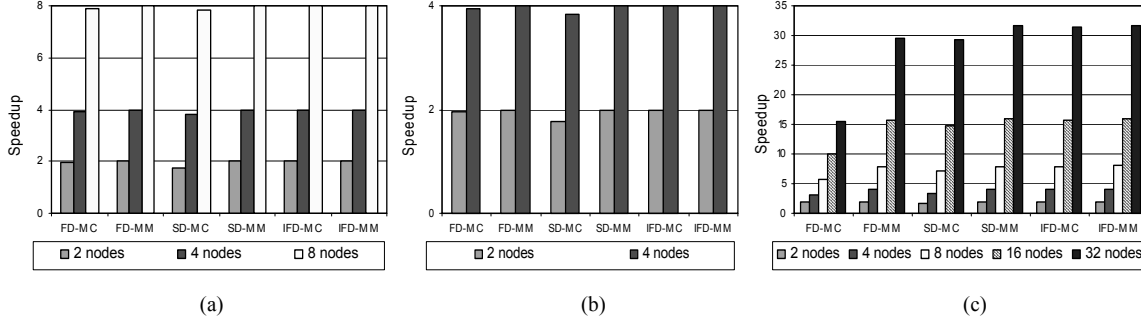 8
6
4
2
0
Speedup
FD-MC
FD-MM
SD-MC
SD-MM
IFD-MC
IFD-MM
2 nodes 4 nodes 8 nodes
(a)
4
2
0
Speedup
FD-MC
FD-MM
SD-MC
SD-MM
IFD-MC
IFD-MM
2 nodes 4 nodes
(b)
35
30
25
20
15
10
5
0
Speedup
FD-MC
FD-MM
SD-MC
SD-MM
IFD-MC
IFD-MM
2 nodes 4 nodes 8 nodes 16 nodes 32 nodes
(c)